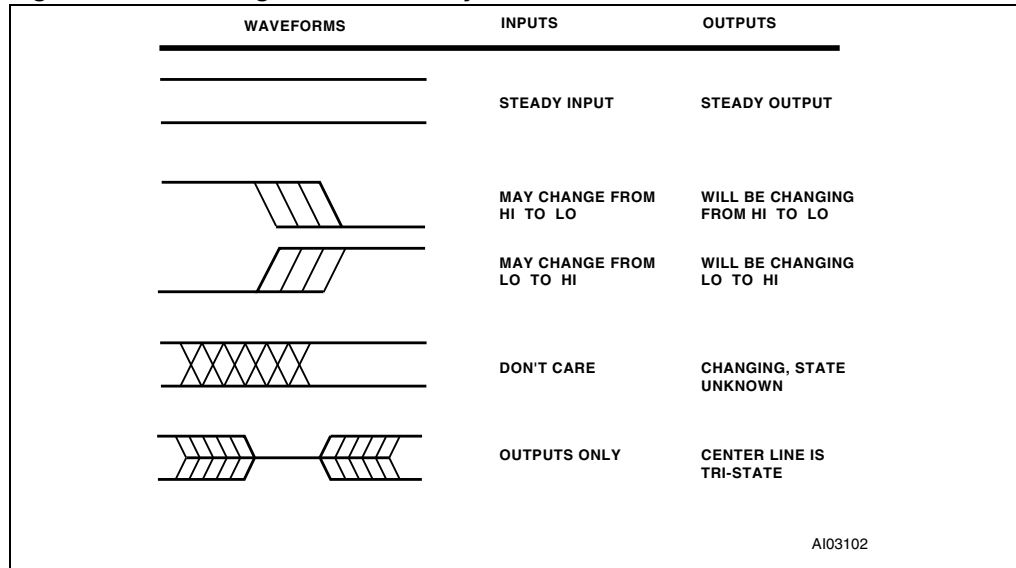 WAVEFORMS INPUTS OUTPUTS
STEADY INPUT STEADY OUTPUT
MAY CHANGE FROM WILL BE CHANGING
HI TO LO FROM HI TO LO
MAY CHANGE FROM WILL BE CHANGING
LO TO HI LO TO HI
DON'T CARE CHANGING, STATE
UNKNOWN
OUTPUTS ONLY CENTER LINE IS
TRI-STATE
AI03102